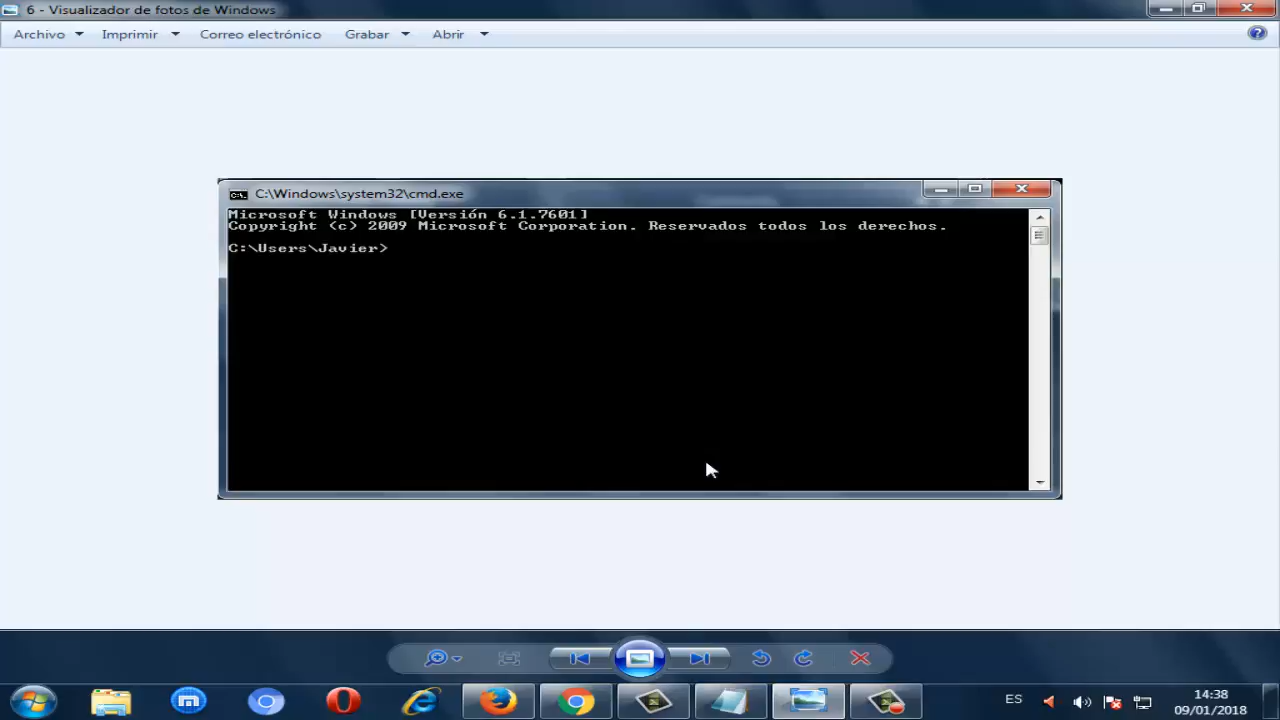 6 - Visualizador de fotos de Windows
Archivo Imprimir Correo electrónico Grabar Abrir
C:\Windows\system32\cmd.exe
Microsoft Windows [Versión 6.1.7601]
Copyright (c) 2009 Microsoft Corporation. Reservados todos los derechos.
C:\Users\Javier>
ES
14:38
09/01/2018